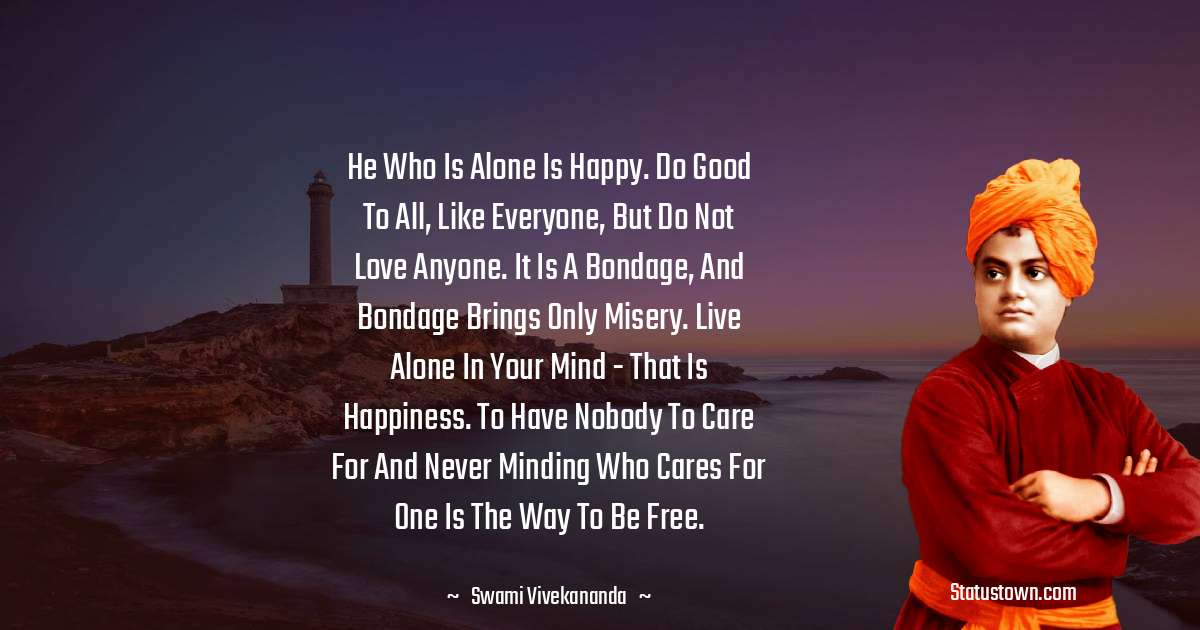 He Who Is Alone Is Happy. Do Good
To All, Like Everyone, But Do Not
Love Anyone. It Is A Bondage, And
Bondage Brings Only Misery. Live
Alone In Your Mind - That Is
Happiness. To Have Nobody To Care
For And Never Minding Who Cares For
One Is The Way To Be Free.
~ Swami Vivekananda ~
Statustown.com